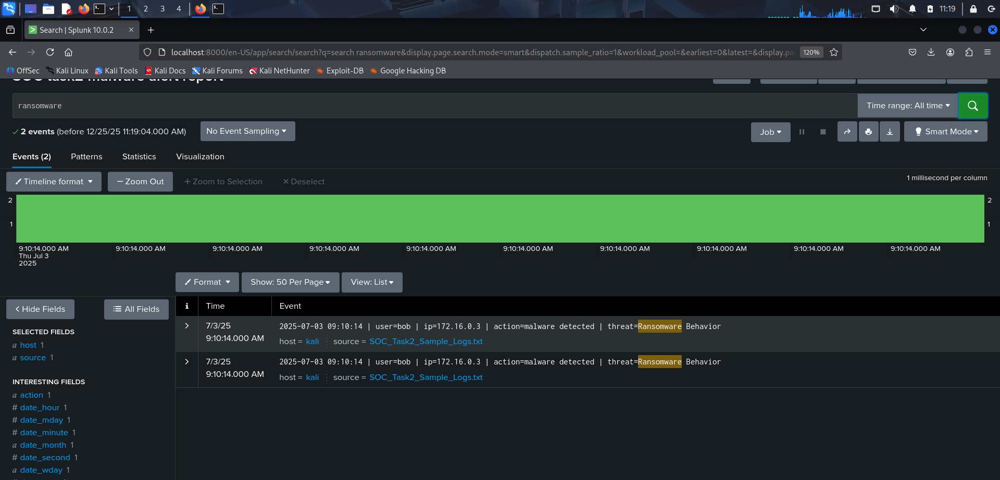 1 2 3 4 11:19
Search | Splunk 10.0.2
localhost:8000/en-US/app/search/search?q=search ransomware&display.page.search.mode=smart&dispatch.sample_ratio=1&workload_pool=&earliest=0&latest=&display.pa 120%
OffSec Kali Linux Kali Tools Kali Docs Kali Forums Kali NetHunter Exploit-DB Google Hacking DB
SOC task2 malware alert report
ransomware Time range: All time
2 events (before 12/25/25 11:19:04.000 AM) No Event Sampling Job Smart Mode
Events (2) Patterns Statistics Visualization
Timeline format Zoom Out Zoom to Selection Deselect 1 millisecond per column
2 2
1 1
9:10:14.000 AM 9:10:14.000 AM 9:10:14.000 AM 9:10:14.000 AM 9:10:14.000 AM 9:10:14.000 AM 9:10:14.000 AM 9:10:14.000 AM 9:10:14.000 AM 9:10:14.000 AM
Thu Jul 3
2025
Format Show: 50 Per Page View: List
Hide Fields All Fields
SELECTED FIELDS
a host 1
a source 1
INTERESTING FIELDS
a action 1
# date_hour 1
# date_mday 1
# date_minute 1
a date_month 1
# date_second 1
a date_wday 1
i Time Event
7/3/25
9:10:14.000 AM
2025-07-03 09:10:14 | user=bob | ip=172.16.0.3 | action=malware detected | threat=Ransomware Behavior
host = kali source = SOC_Task2_Sample_Logs.txt
7/3/25
9:10:14.000 AM
2025-07-03 09:10:14 | user=bob | ip=172.16.0.3 | action=malware detected | threat=Ransomware Behavior
host = kali source = SOC_Task2_Sample_Logs.txt